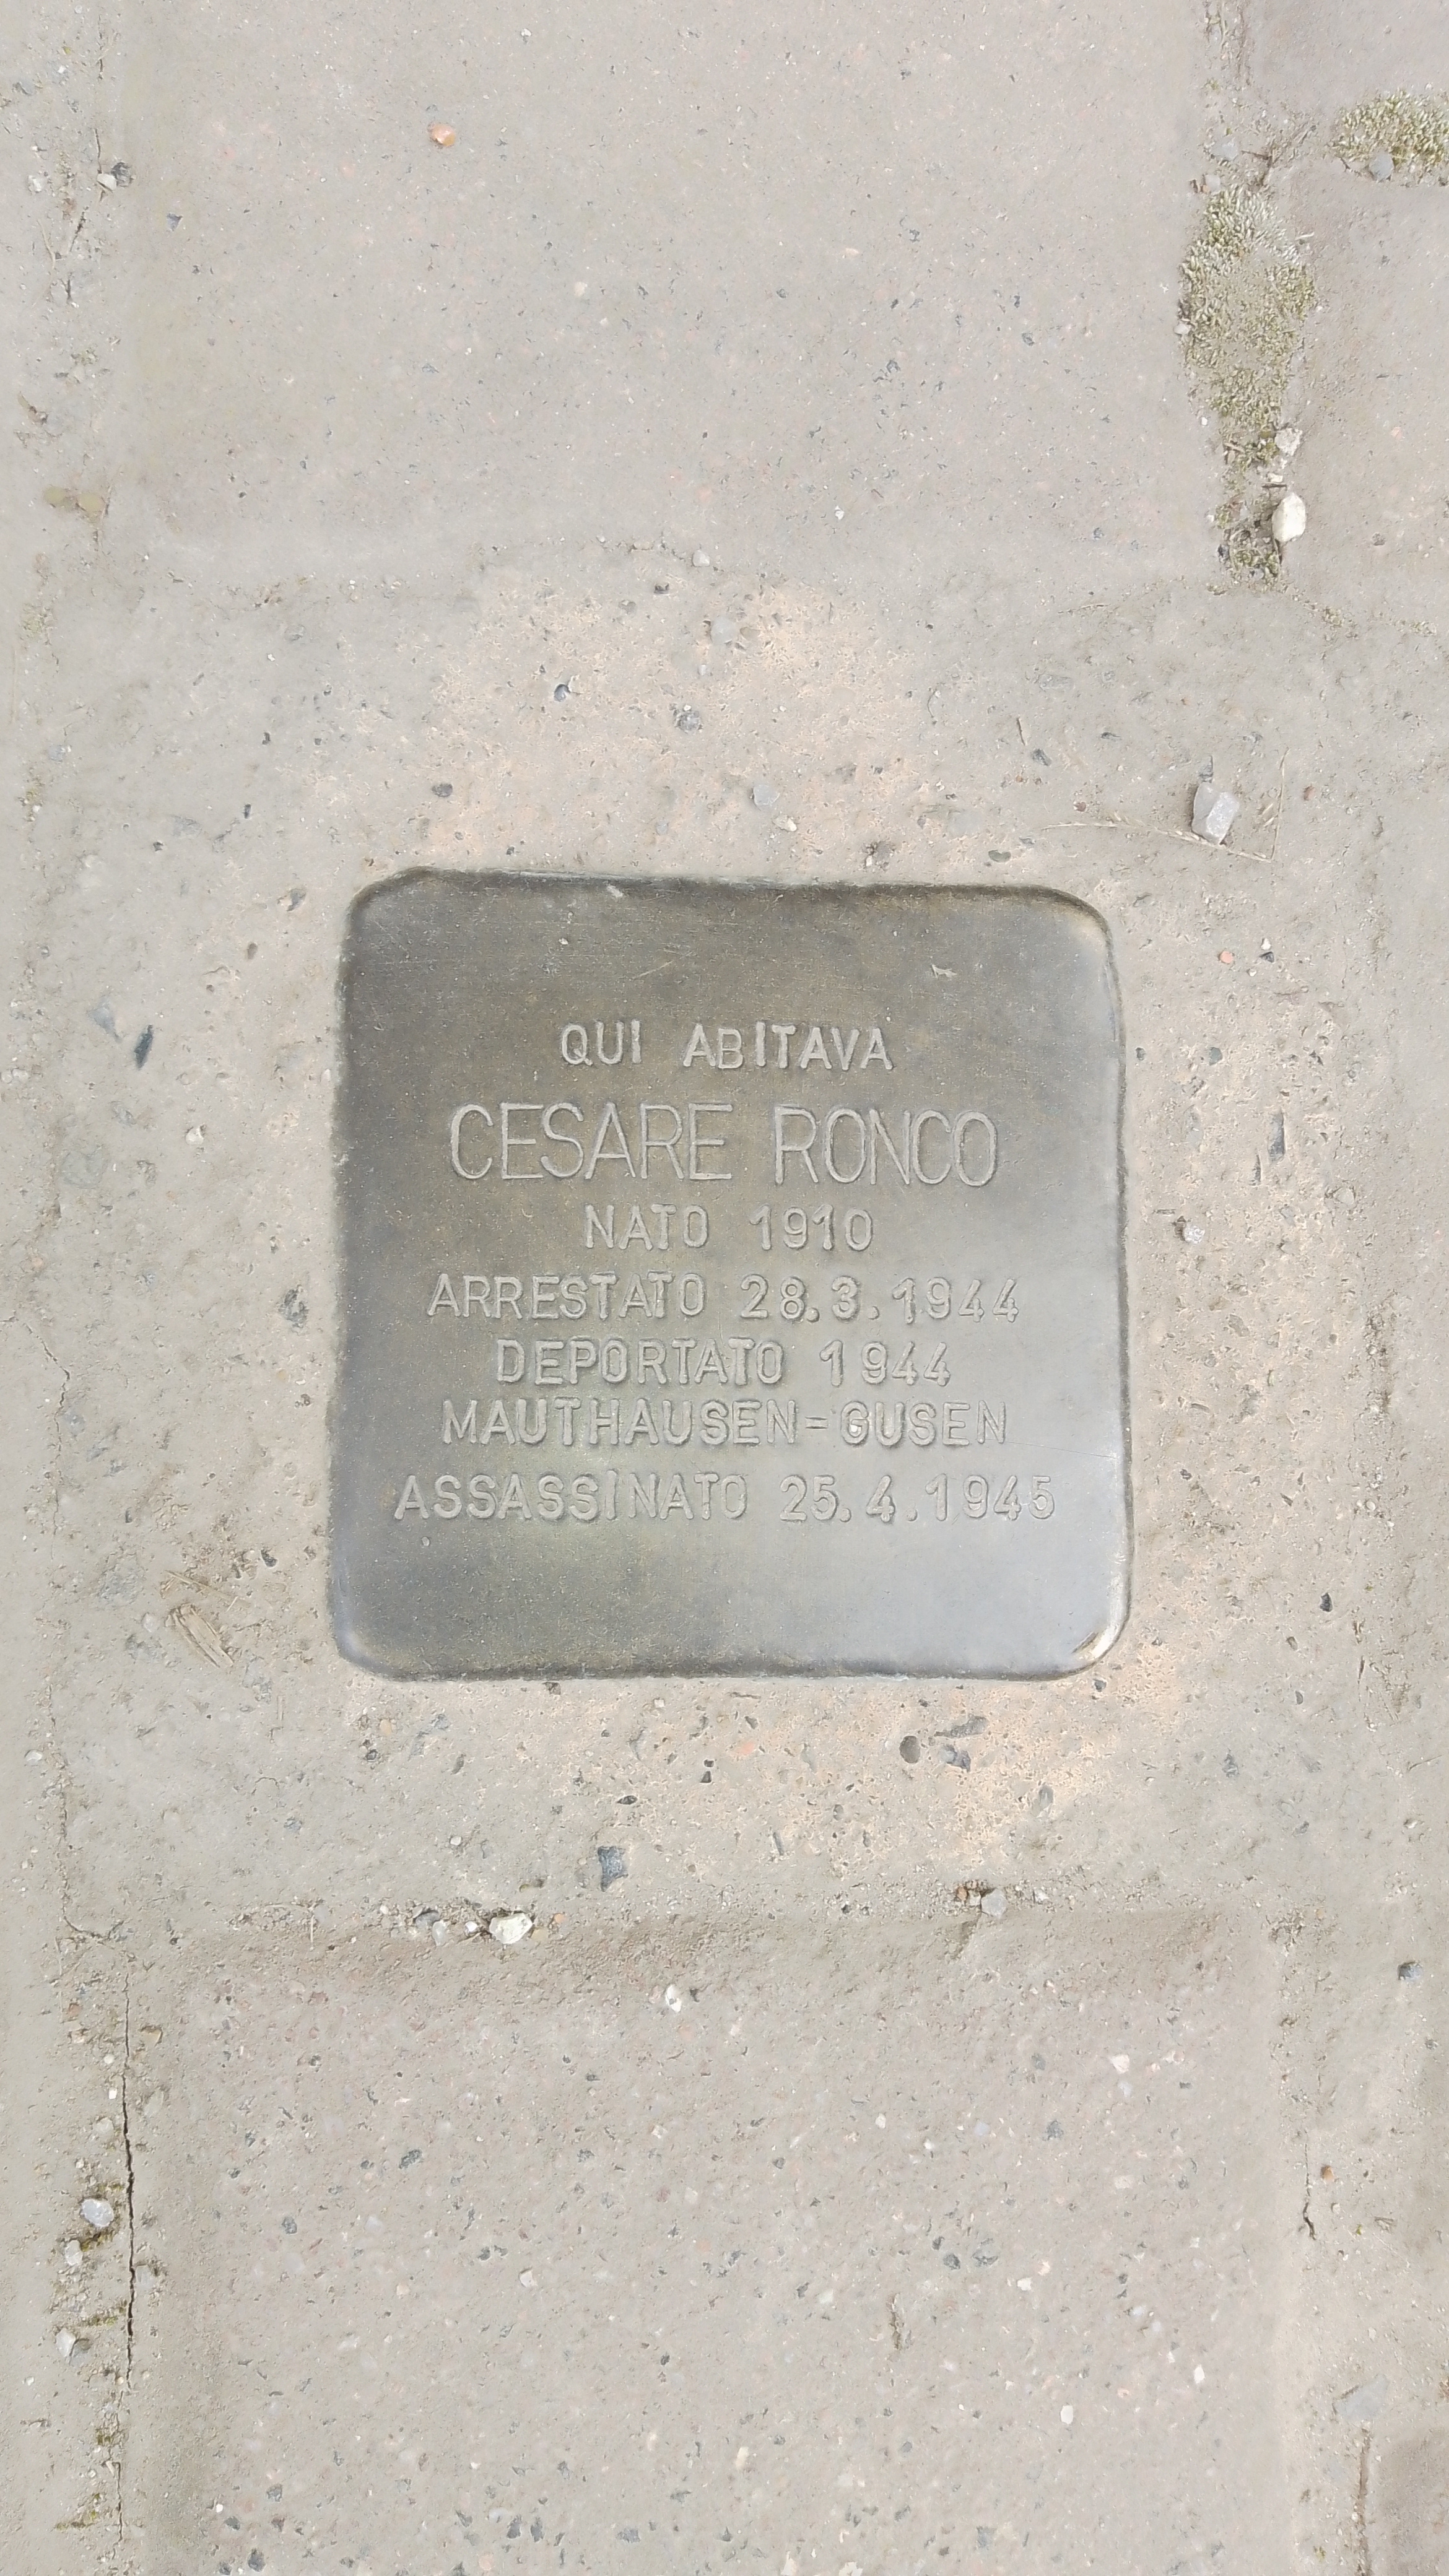 QUI ABITAVA
CESARE RONCO
NATO 1910
ARRESTATO 28.3.1944
DEPORTATO 1944
MAUTHAUSEN-GUSEN
ASSASSINATO 25.4.1945